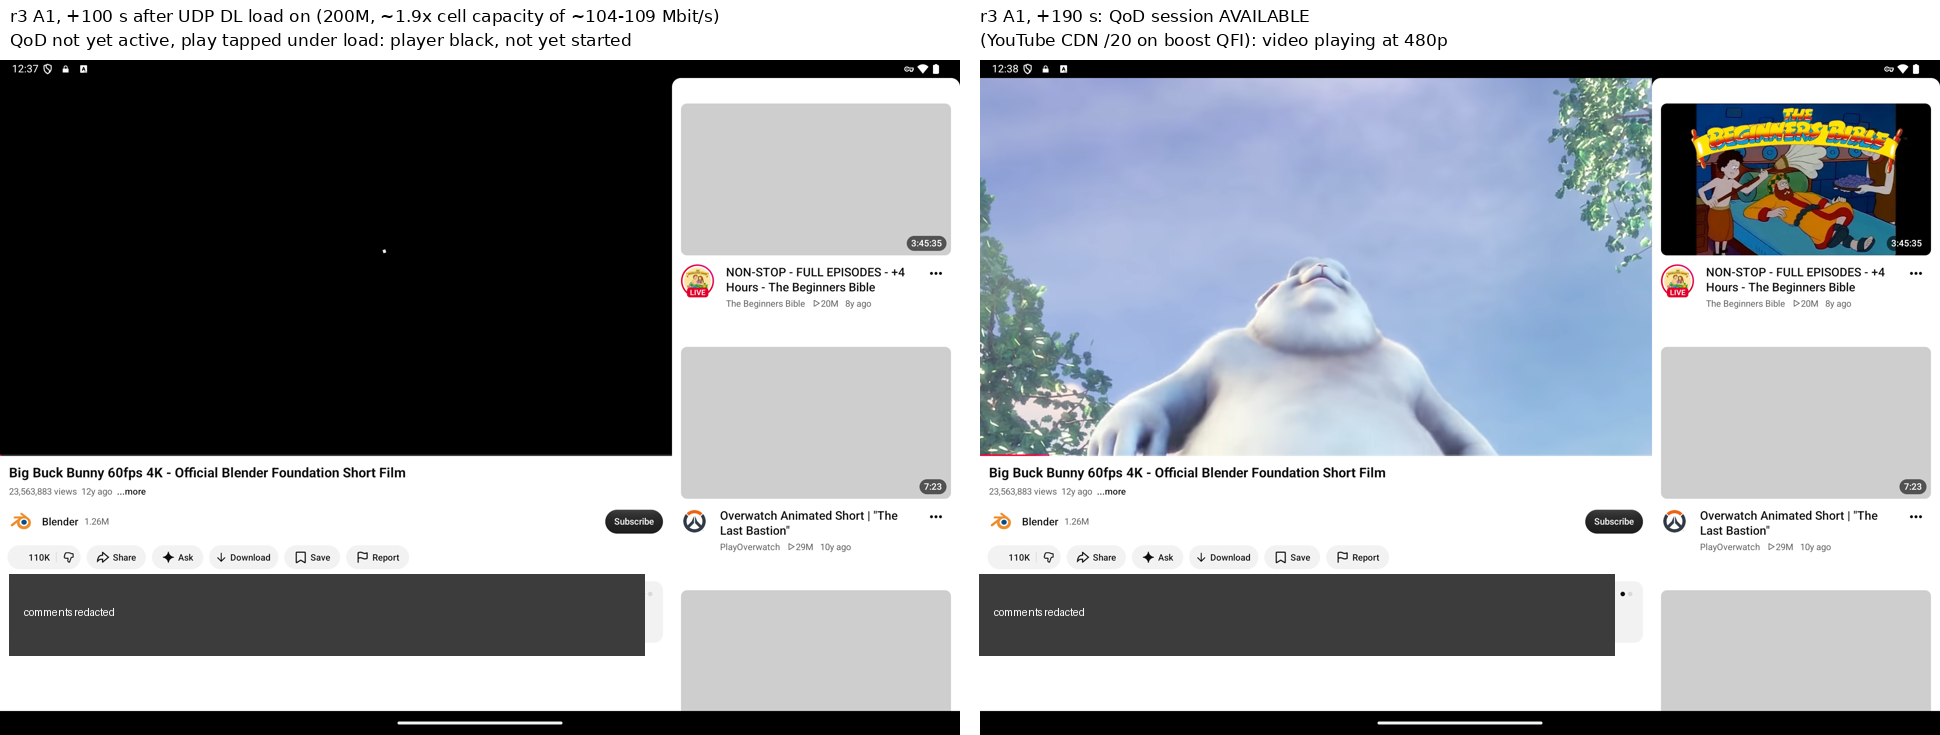 r3 A1, +100 s after UDP DL load on (200M, ~1.9x cell capacity of ~104-109 Mbit/s)
QoD not yet active, play tapped under load: player black, not yet started
12:37
3:45:35
LIVE
NON-STOP - FULL EPISODES - +4
Hours - The Beginners Bible
The Beginners Bible 20M 8y ago
7:23
Overwatch Animated Short | "The
Last Bastion"
PlayOverwatch 29M 10y ago
Big Buck Bunny 60fps 4K - Official Blender Foundation Short Film
23,563,883 views 12y ago ...more
Blender 1.26M
Subscribe
110K Share Ask Download Save Report
comments redacted
r3 A1, +190 s: QoD session AVAILABLE
(YouTube CDN /20 on boost QFI): video playing at 480p
12:38
THE
BEGINNERS BIBLE
3:45:35
LIVE
NON-STOP - FULL EPISODES - +4
Hours - The Beginners Bible
The Beginners Bible 20M 8y ago
7:23
Overwatch Animated Short | "The
Last Bastion"
PlayOverwatch 29M 10y ago
Big Buck Bunny 60fps 4K - Official Blender Foundation Short Film
23,563,883 views 12y ago ...more
Blender 1.26M
Subscribe
110K Share Ask Download Save Report
comments redacted